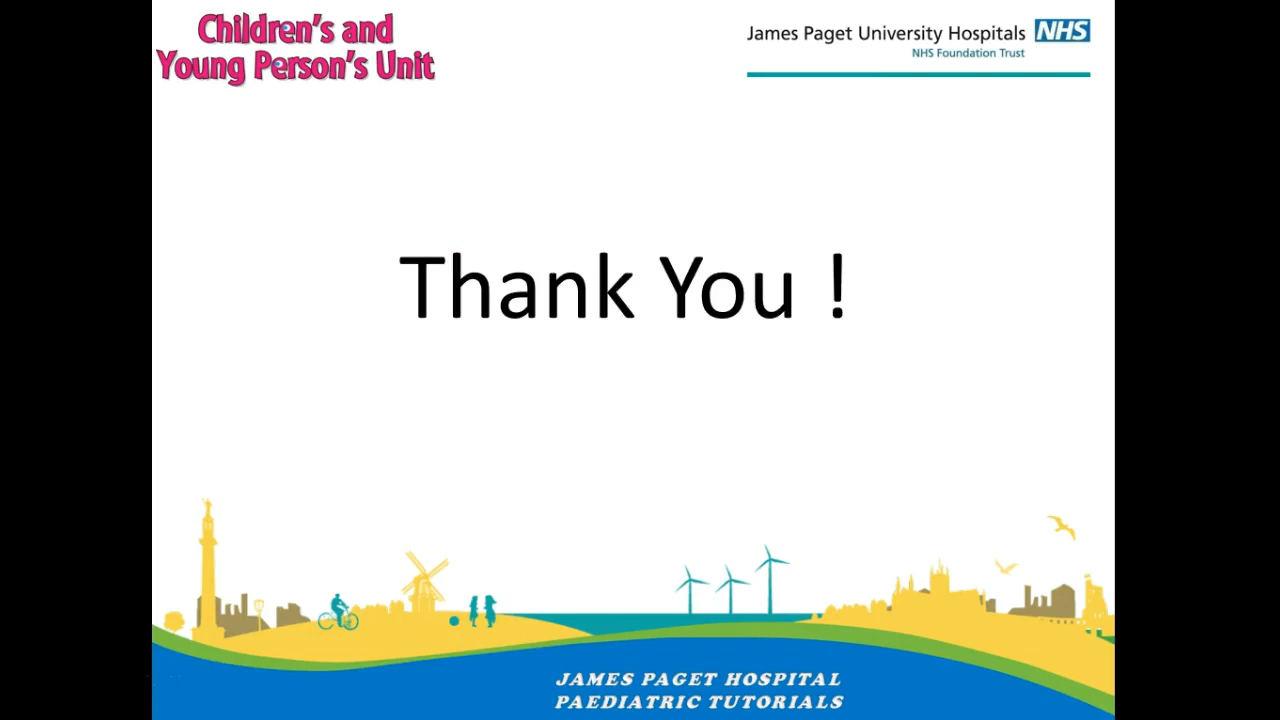 Children's and
Young Person's Unit
James Paget University Hospitals NHS
NHS Foundation Trust
Thank You !
JAMES PAGET HOSPITAL
PAEDIATRIC TUTORIALS